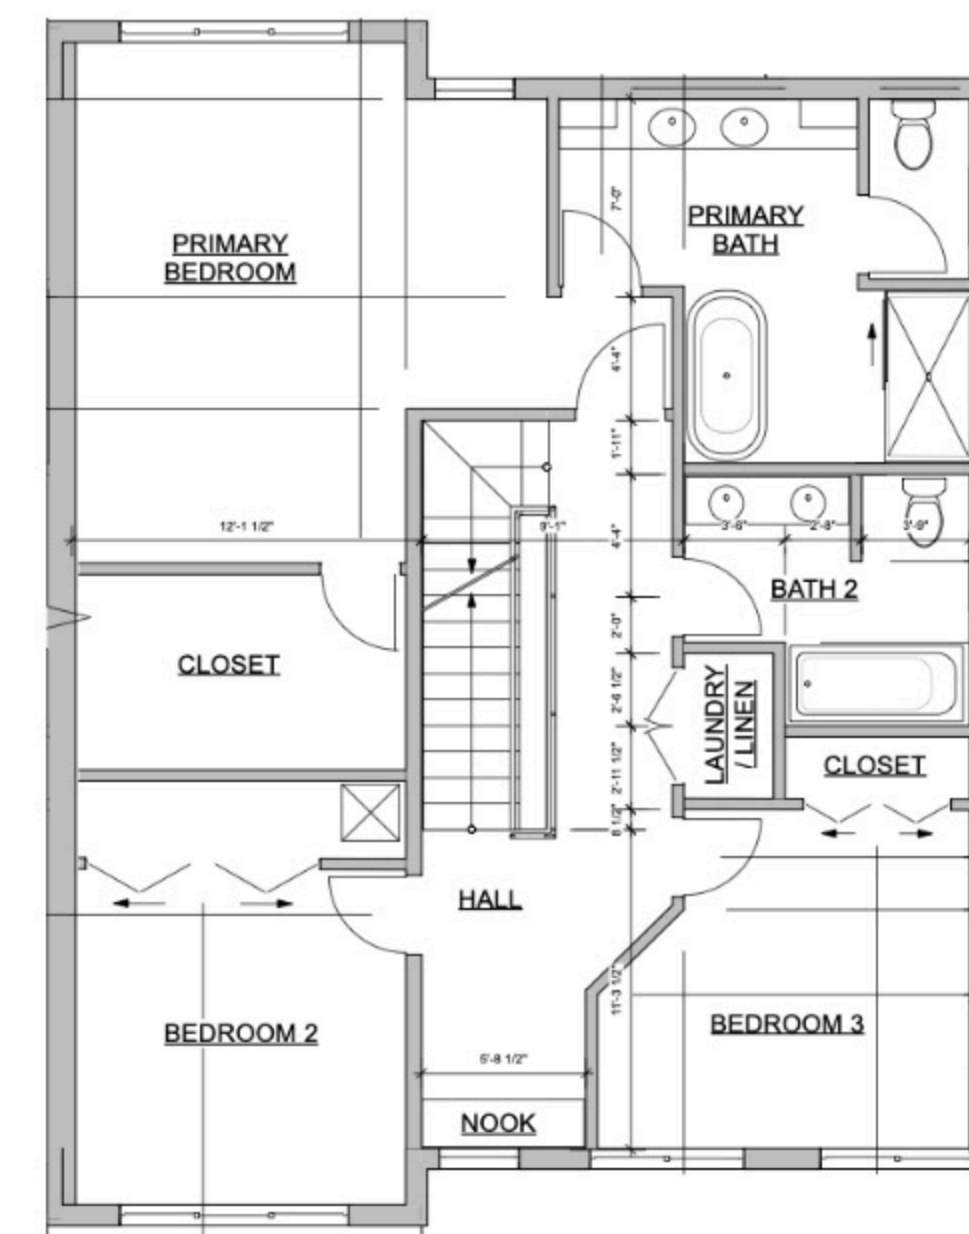 7'-0"
PRIMARY
BATH
PRIMARY
BEDROOM
4'-4"
1'-11"
12'-1 1/2"
9'-1"
4'-4"
3'-6"
2'-8"
3'-9"
BATH 2
2'-0"
CLOSET
2'-6 1/2"
LAUNDRY
/ LINEN
2'-11 1/2"
CLOSET
8 1/2"
HALL
11'-3 1/2"
BEDROOM 2
BEDROOM 3
5'-8 1/2"
NOOK